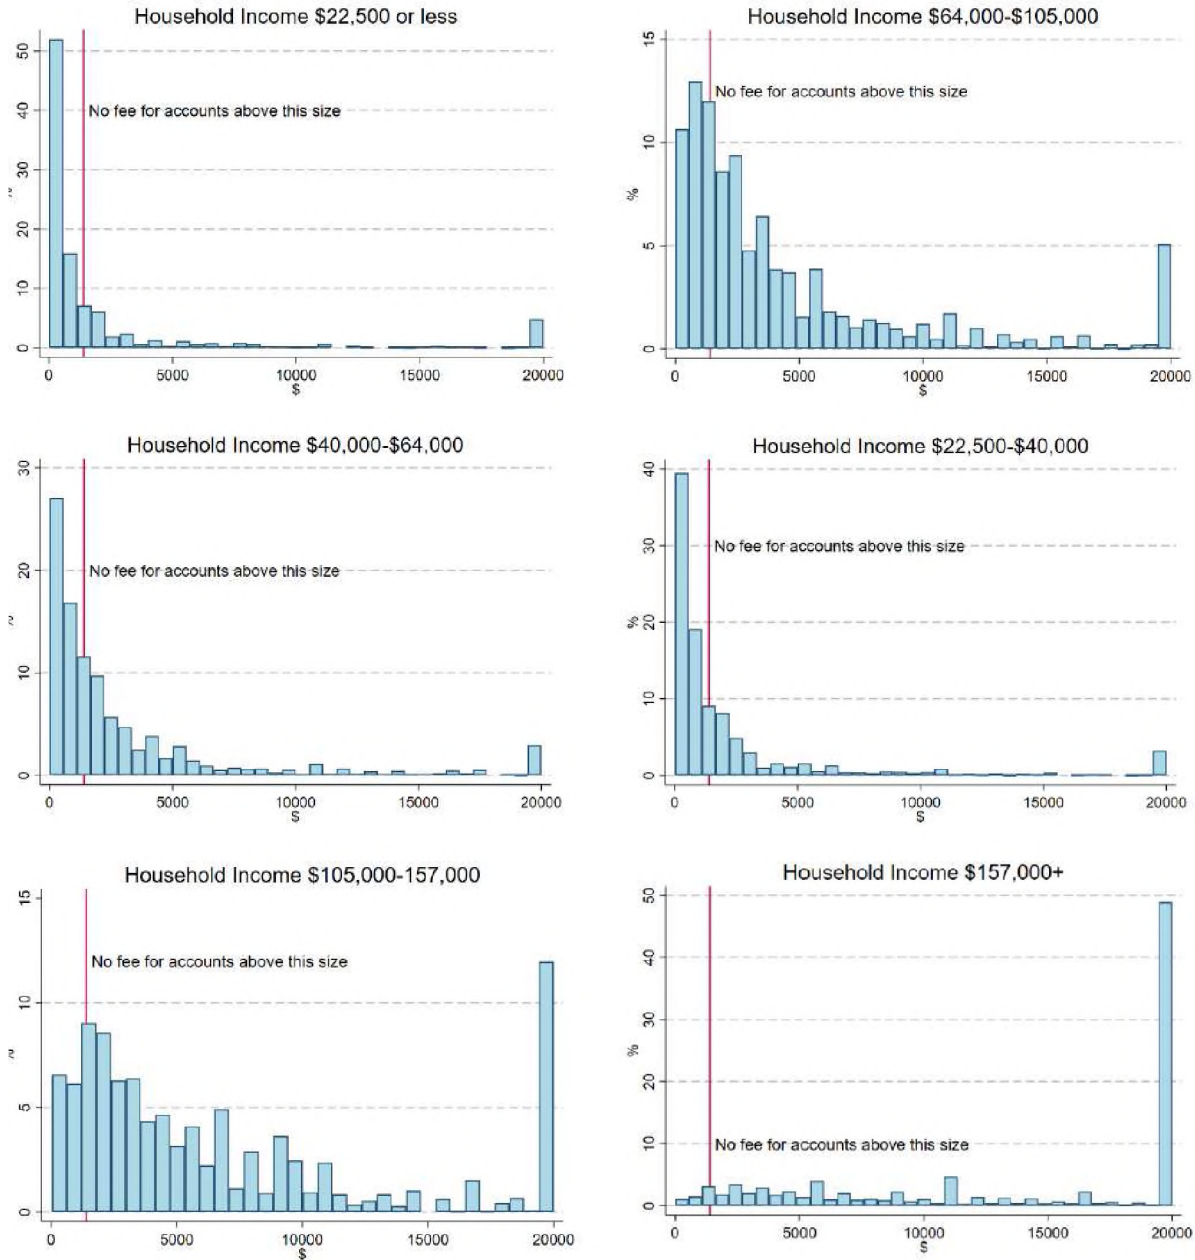 Household Income $22,500 or less
50
40
30
20
10
0
No fee for accounts above this size
0 5000 10000 15000 20000
$
Household Income $64,000-$105,000
15
10
5
0
%
No fee for accounts above this size
0 5000 10000 15000 20000
$
Household Income $40,000-$64,000
30
20
10
0
No fee for accounts above this size
0 5000 10000 15000 20000
$
Household Income $22,500-$40,000
40
30
20
10
0
%
No fee for accounts above this size
0 5000 10000 15000 20000
$
Household Income $105,000-157,000
15
10
5
0
No fee for accounts above this size
0 5000 10000 15000 20000
$
Household Income $157,000+
50
40
30
20
10
0
%
No fee for accounts above this size
0 5000 10000 15000 20000
$